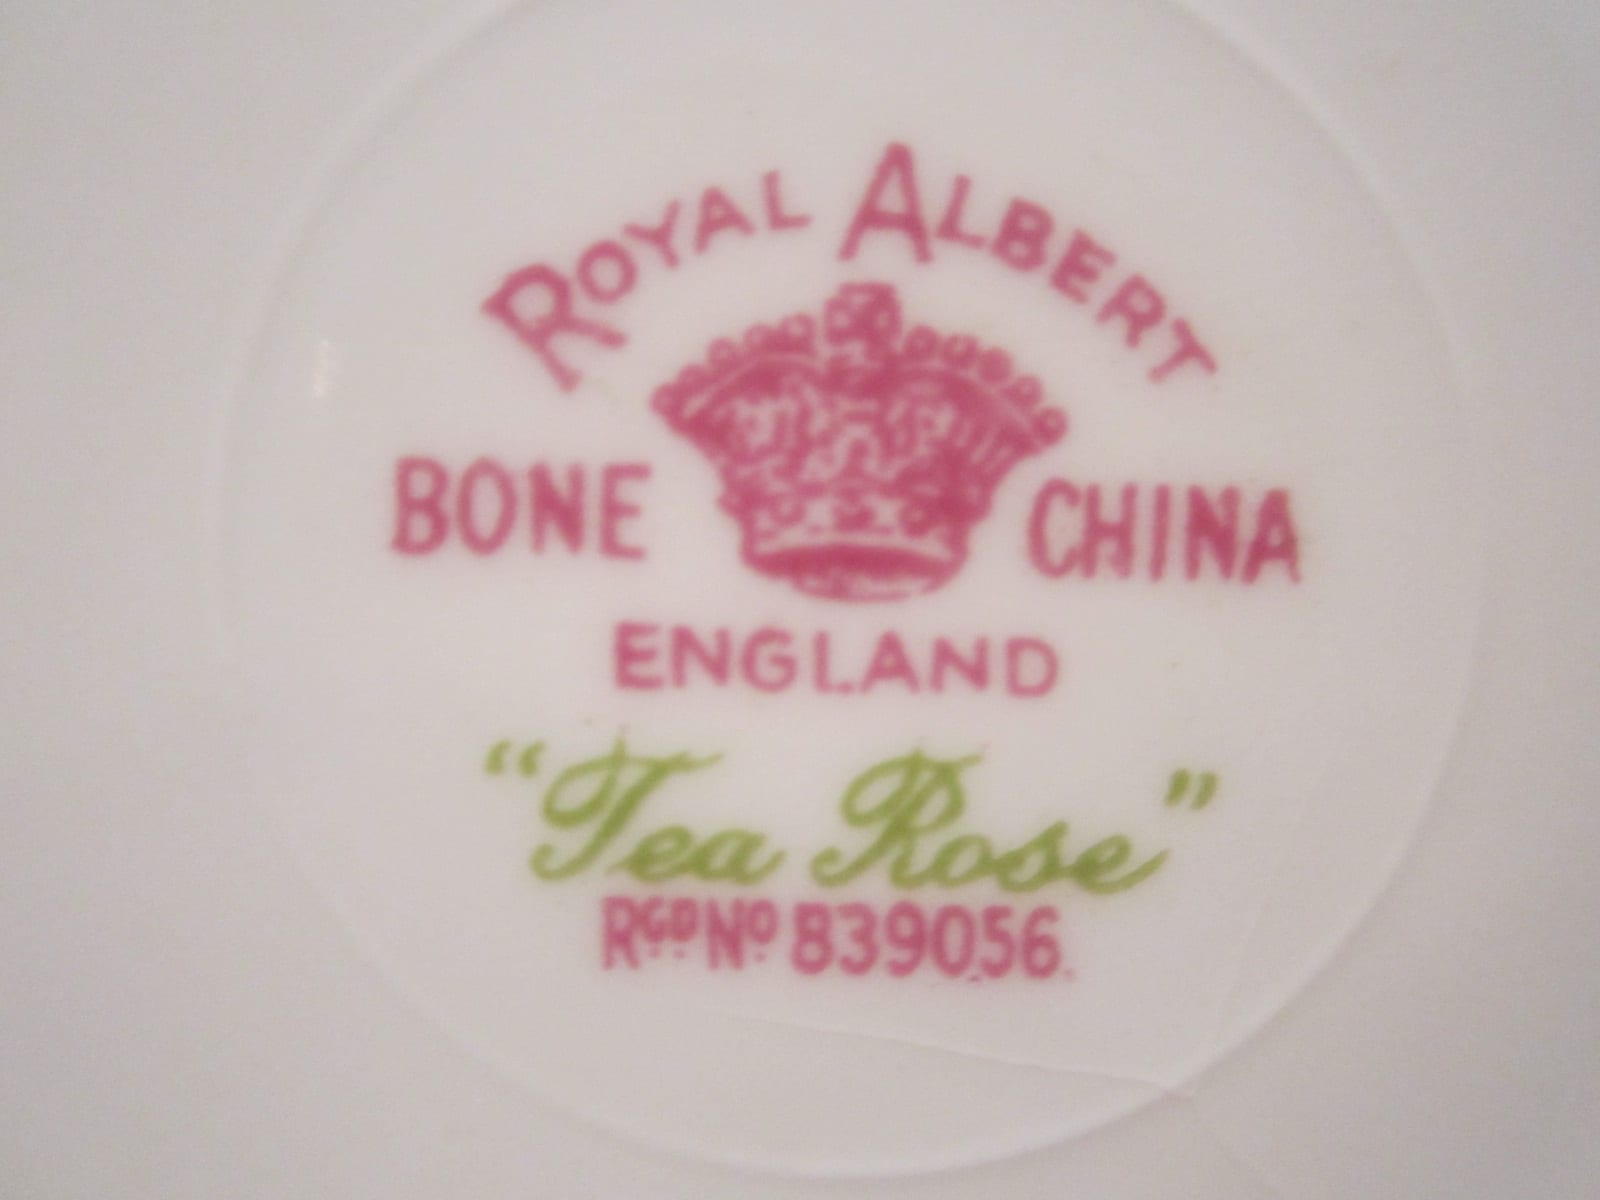 ROYAL ALBERT
BONE CHINA
ENGLAND
"Tea Rose"
RGD No 839056.